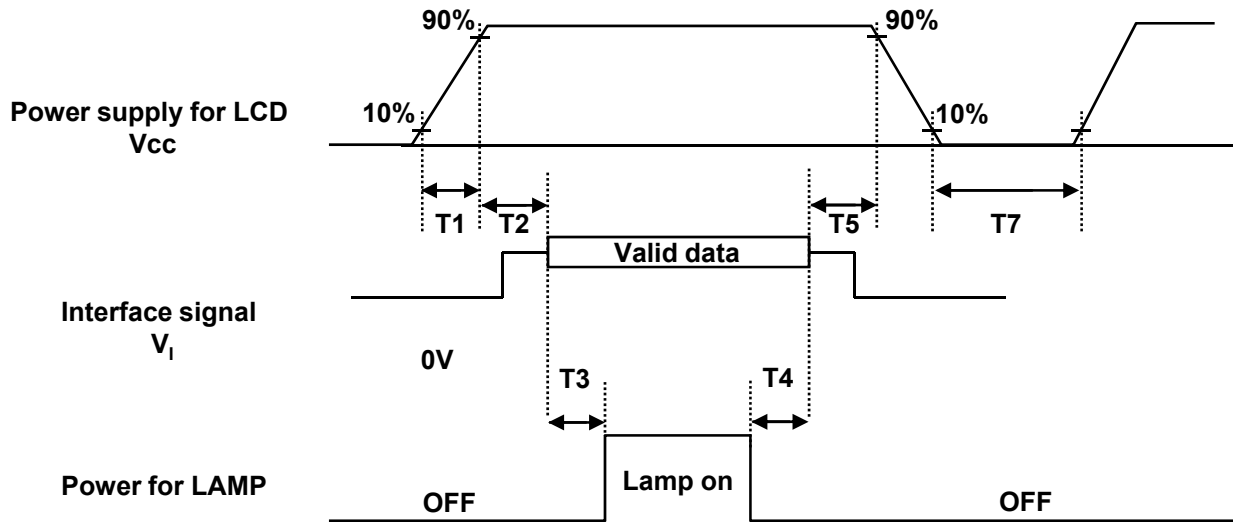 90%
90%
Power supply for LCD
Vcc
10%
10%
T1
T2
T5
T7
Valid data
Interface signal
VI
0V
T3
T4
Power for LAMP
OFF
Lamp on
OFF